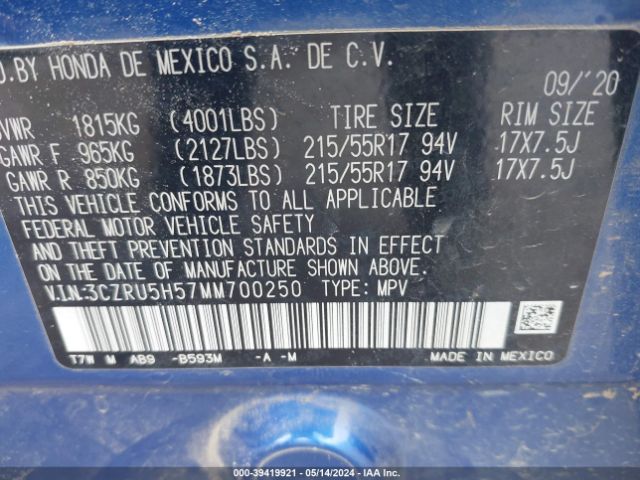 BY HONDA DE MEXICO S.A. DE C.V.
09/'20
1815KG (4001LBS) TIRE SIZE RIM SIZE
GAWR F 965KG (2127LBS) 215/55R17 94V 17X7.5J
GAWR R 850KG (1873LBS) 215/55R17 94V 17X7.5J
THIS VEHICLE CONFORMS TO ALL APPLICABLE
FEDERAL MOTOR VEHICLE SAFETY
AND THEFT PREVENTION STANDARDS IN EFFECT
ON THE DATE OF MANUFACTURE SHOWN ABOVE.
V.I.N:3CZRU5H57MM700250 TYPE: MPV
T7W M AB9 -B593M -A -M MADE IN MEXICO
000-39419921 - 05/14/2024 - IAA Inc.